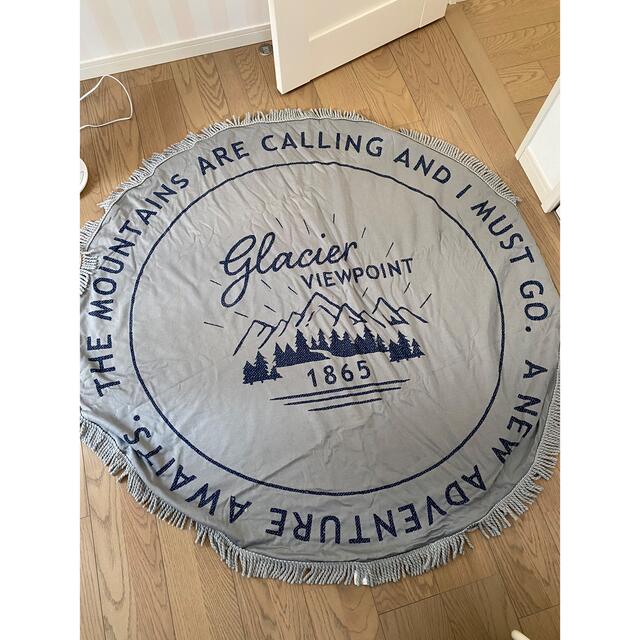 THE MOUNTAINS ARE CALLING AND I MUST GO. A NEW ADVENTURE AWAITS.
Glacier
VIEWPOINT
1865